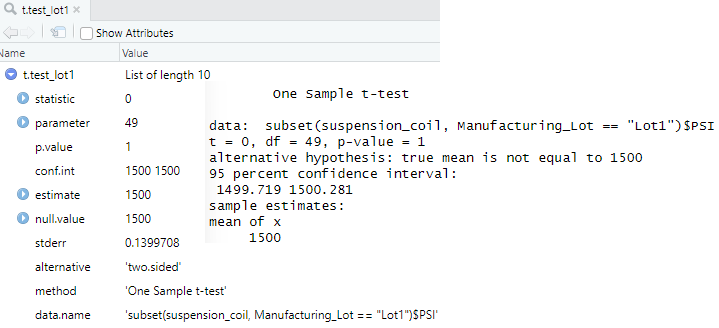 t.test_lot1
Show Attributes
Name Value
t.test_lot1 List of length 10
statistic 0
parameter 49
p.value 1
conf.int 1500 1500
estimate 1500
null.value 1500
stderr 0.1399708
alternative 'two.sided'
method 'One Sample t-test'
data.name 'subset(suspension_coil, Manufacturing_Lot == "Lot1")$PSI'
One Sample t-test
data:  subset(suspension_coil, Manufacturing_Lot == "Lot1")$PSI
t = 0, df = 49, p-value = 1
alternative hypothesis: true mean is not equal to 1500
95 percent confidence interval:
1499.719 1500.281
sample estimates:
mean of x
1500